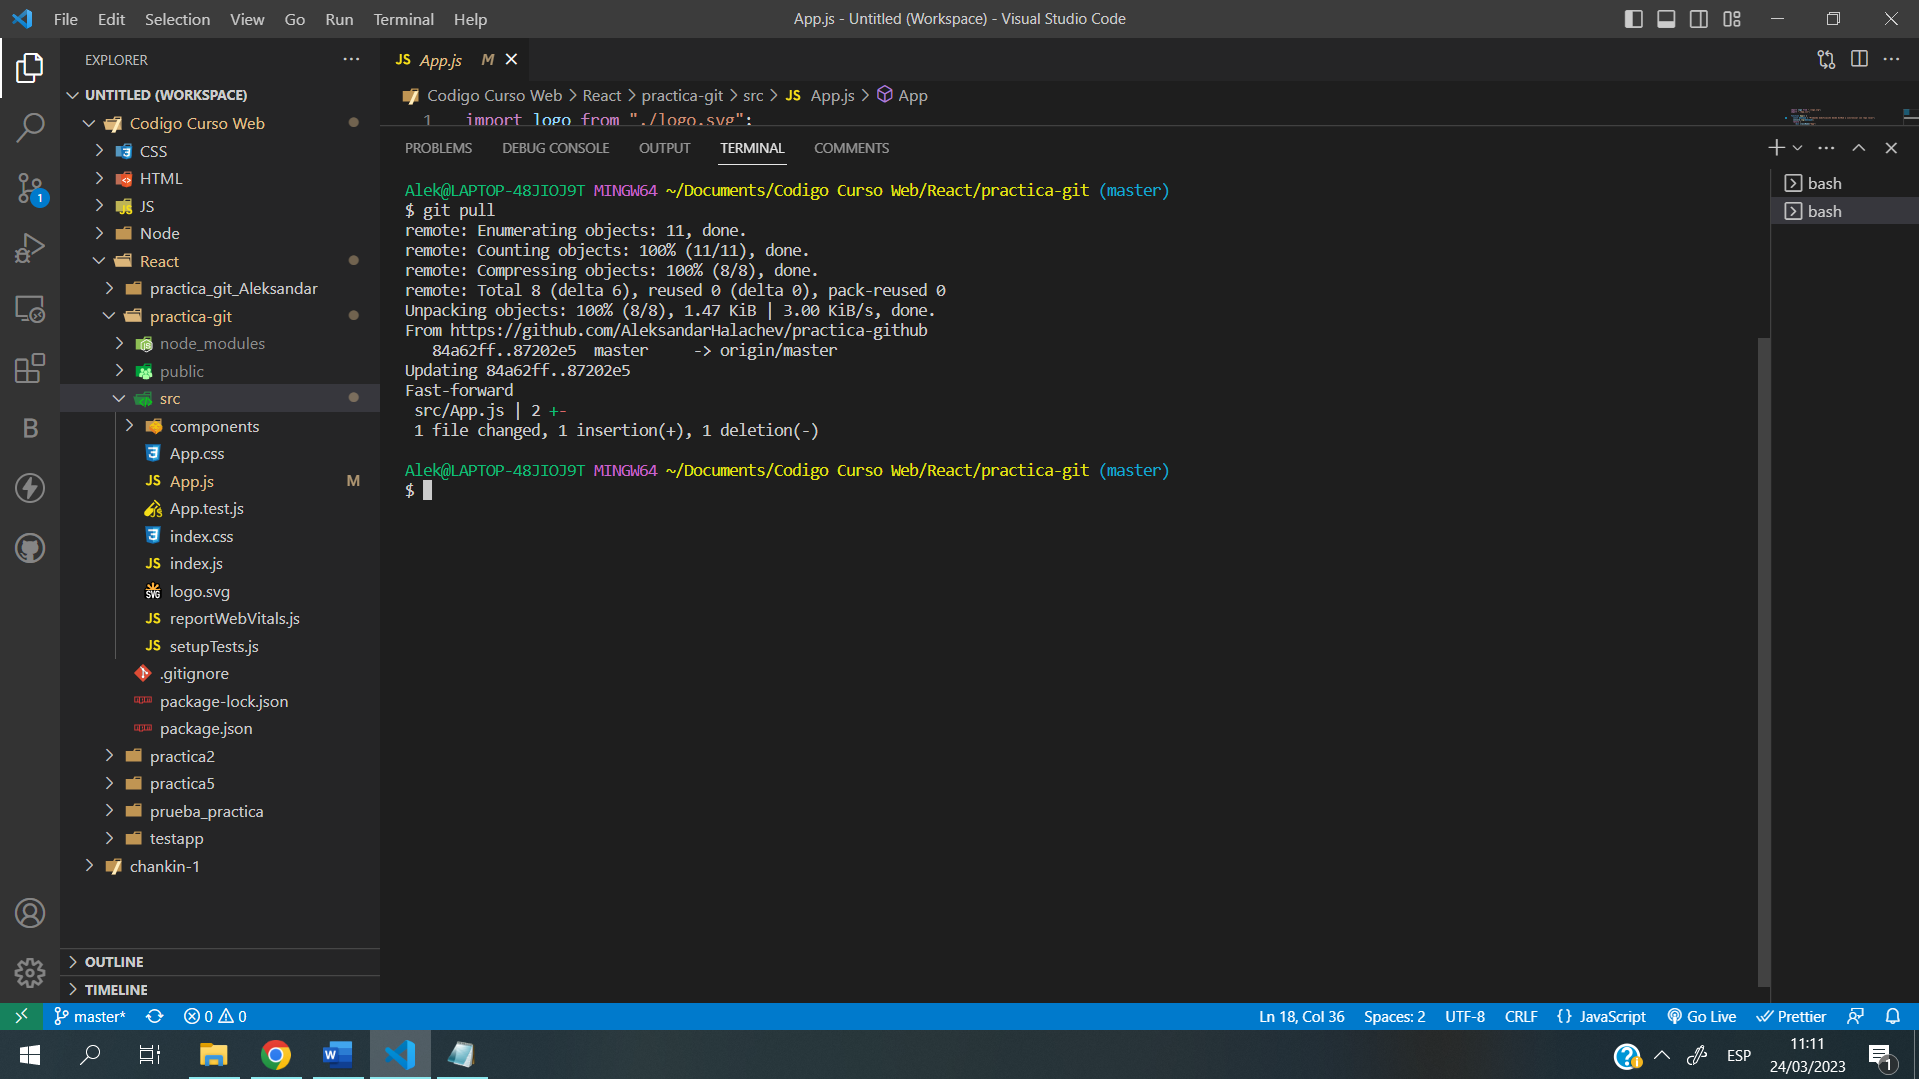 File Edit Selection View Go Run Terminal Help
App.js - Untitled (Workspace) - Visual Studio Code
EXPLORER
UNTITLED (WORKSPACE)
Codigo Curso Web
CSS
HTML
JS
Node
React
practica_git_Aleksandar
practica-git
node_modules
public
src
components
App.css
JS App.js M
App.test.js
index.css
JS index.js
logo.svg
JS reportWebVitals.js
JS setupTests.js
.gitignore
package-lock.json
package.json
practica2
practica5
prueba_practica
testapp
chankin-1
OUTLINE
TIMELINE
JS App.js M
Codigo Curso Web > React > practica-git > src > JS App.js > App
1 import logo from "./logo.svg";
PROBLEMS DEBUG CONSOLE OUTPUT TERMINAL COMMENTS
Alek@LAPTOP-48JIOJ9T MINGW64 ~/Documents/Codigo Curso Web/React/practica-git (master)
$ git pull
remote: Enumerating objects: 11, done.
remote: Counting objects: 100% (11/11), done.
remote: Compressing objects: 100% (8/8), done.
remote: Total 8 (delta 6), reused 0 (delta 0), pack-reused 0
Unpacking objects: 100% (8/8), 1.47 KiB | 3.00 KiB/s, done.
From https://github.com/AleksandarHalachev/practica-github
84a62ff..87202e5 master -> origin/master
Updating 84a62ff..87202e5
Fast-forward
src/App.js | 2 +-
1 file changed, 1 insertion(+), 1 deletion(-)
Alek@LAPTOP-48JIOJ9T MINGW64 ~/Documents/Codigo Curso Web/React/practica-git (master)
$
bash
bash
master* 0 0
Ln 18, Col 36 Spaces: 2 UTF-8 CRLF {} JavaScript Go Live Prettier
ESP
11:11
24/03/2023
1